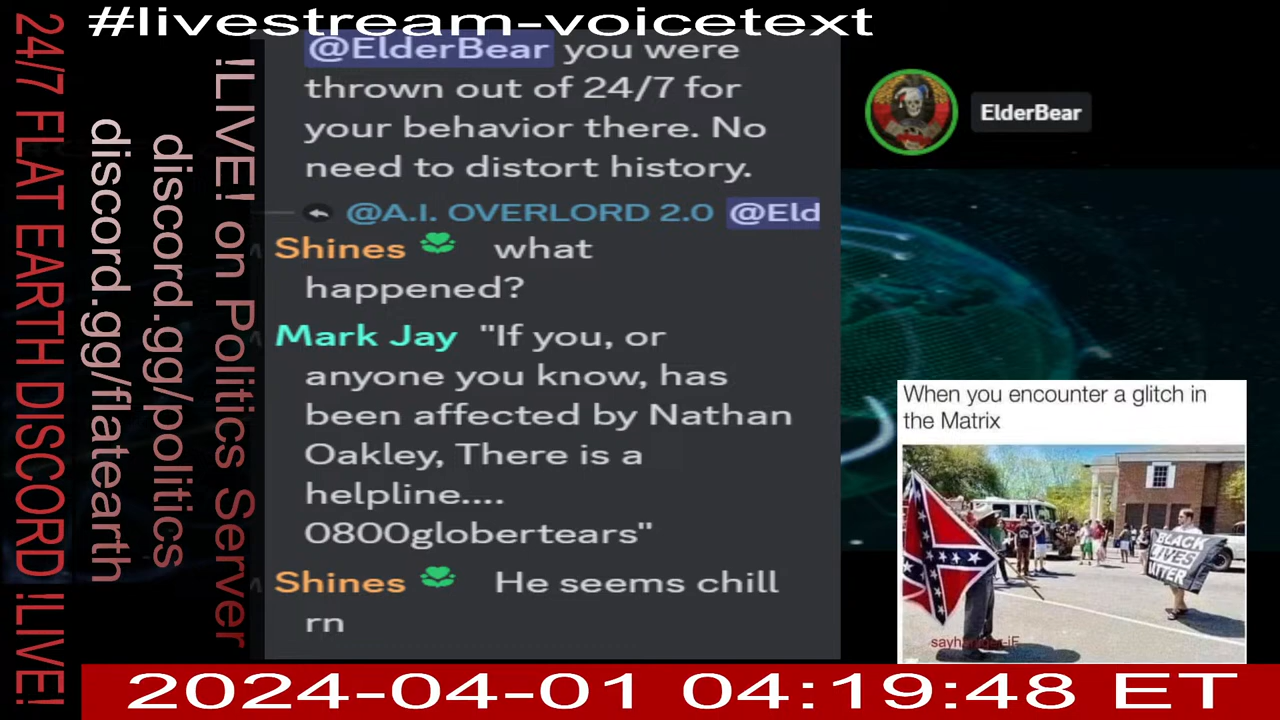 #livestream-voicetext
24/7 FLAT EARTH DISCORD !LIVE!
discord.gg/flatearth
discord.gg/politics
!LIVE! on Politics Server
@ElderBear you were
thrown out of 24/7 for
your behavior there. No
need to distort history.
@A.I. OVERLORD 2.0 @Eld
Shines what
happened?
Mark Jay "If you, or
anyone you know, has
been affected by Nathan
Oakley, There is a
helpline....
0800globertears"
Shines He seems chill
rn
ElderBear
When you encounter a glitch in
the Matrix
BLACK
LIVES
MATTER
2024-04-01 04:19:48 ET